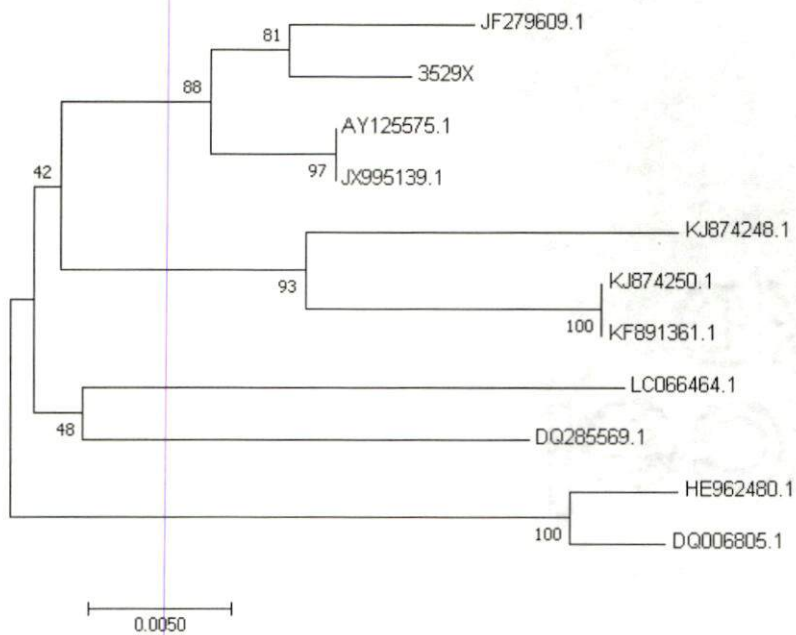 JF279609.1
81
3529X
88
AY125575.1
97
JX995139.1
42
KJ874248.1
93
KJ874250.1
100
KF891361.1
LC066464.1
48
DQ285569.1
HE962480.1
100
DQ006805.1
0.0050